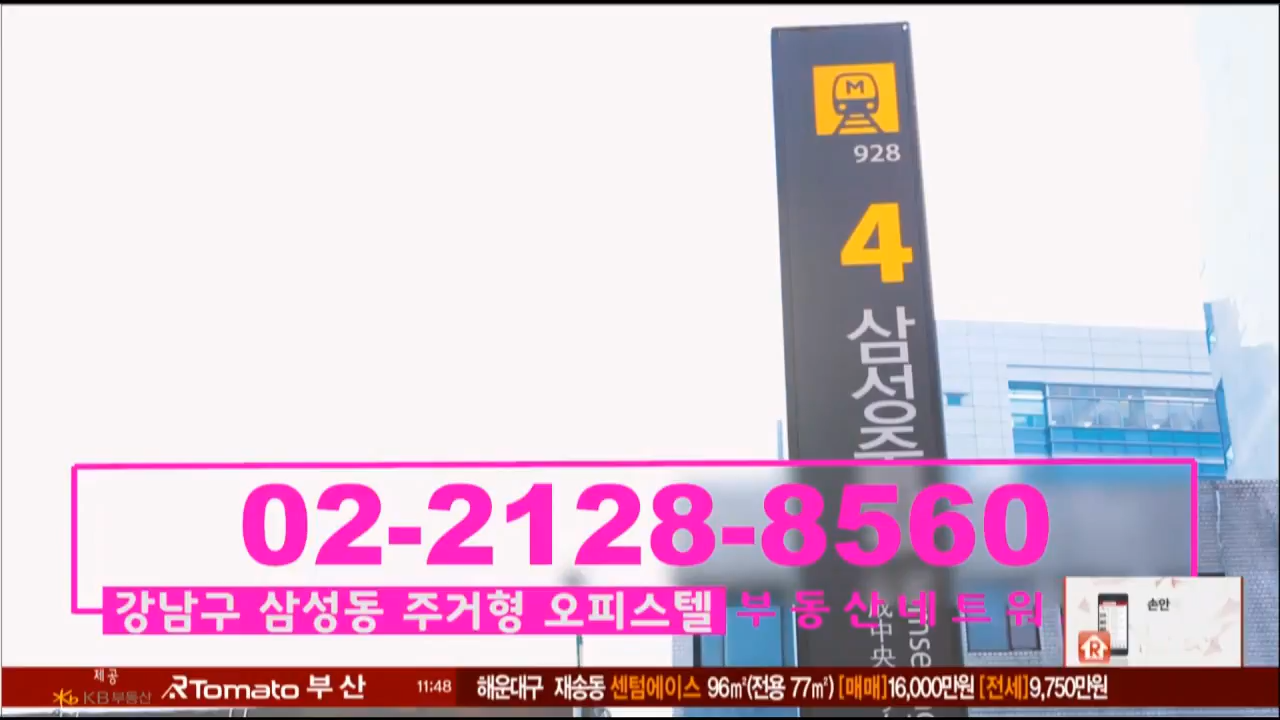 M
928
4
삼성중
02-2128-8560
강남구 삼성동 주거형 오피스텔 부동산네트워
中央
손안
R
제공
KB부동산
RTomato 부산
11:48
해운대구 재송동 센텀에이스 96㎡(전용 77㎡) [매매]16,000만원 [전세]9,750만원